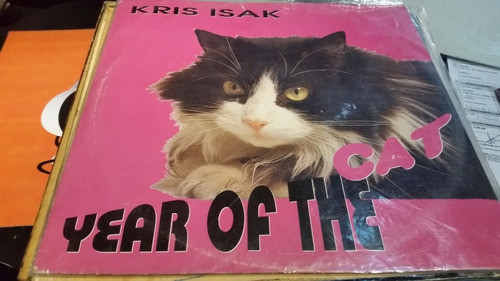 KRIS ISAK
YEAR OF THE
CAT